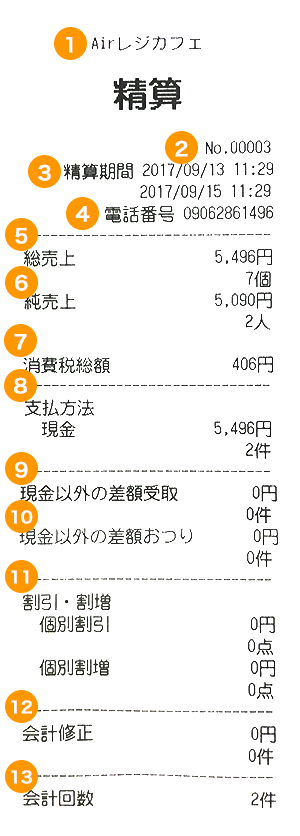 1 Airレジカフェ
精算
2 No.00003
3 精算期間 2017/09/13 11:29
2017/09/15 11:29
4 電話番号 09062861496
5
総売上 5,496円
7個
6
純売上 5,090円
2人
7
消費税総額 406円
8
支払方法
現金 5,496円
2件
9
現金以外の差額受取 0円
0件
10
現金以外の差額おつり 0円
0件
11
割引・割増
個別割引 0円
0点
個別割増 0円
0点
12
会計修正 0円
0件
13
会計回数 2件